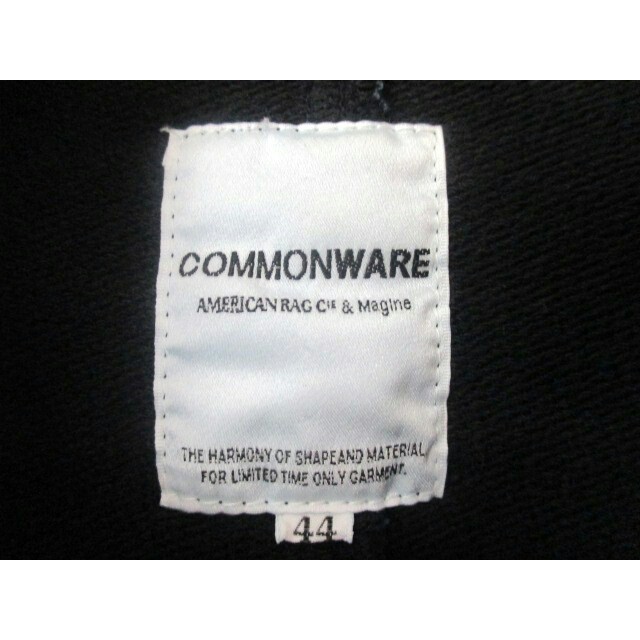 COMMONWARE
AMERICAN RAG CIE & Magine
THE HARMONY OF SHAPEAND MATERIAL
FOR LIMITED TIME ONLY GARMENT.
44